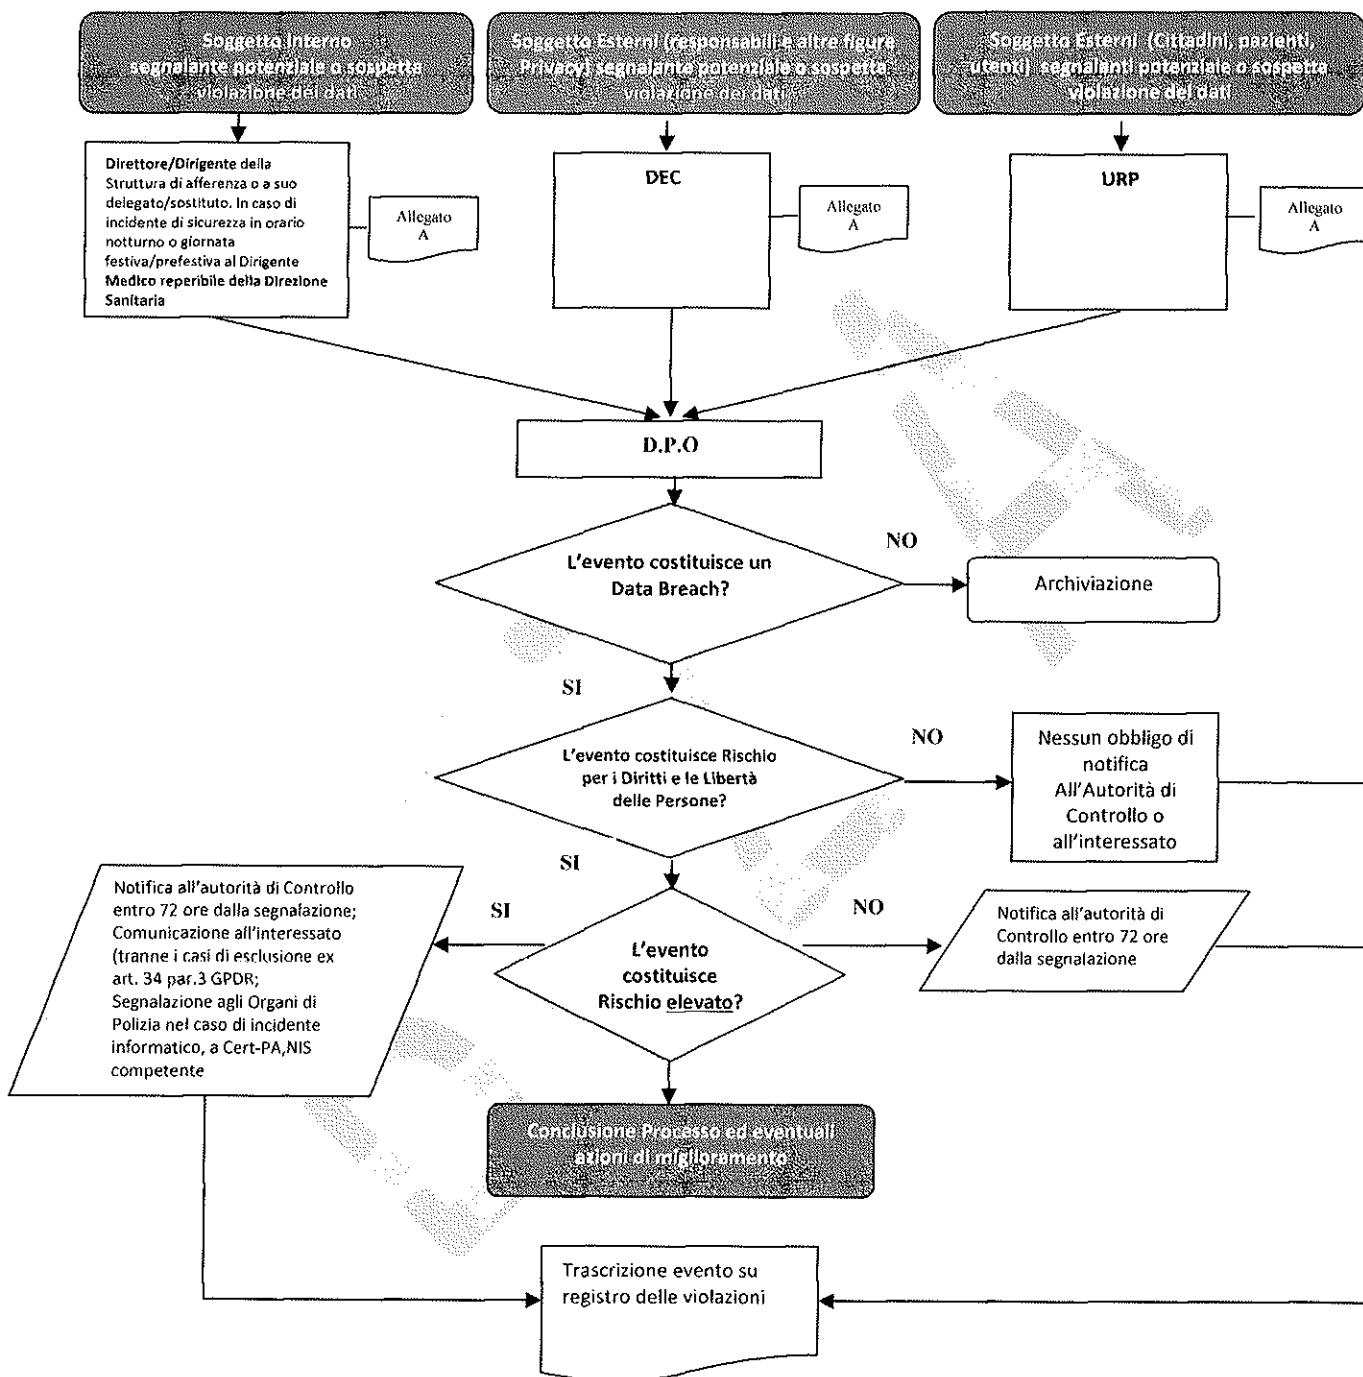 Soggetto Interno
segnalante potenziale o sospetta
violazione dei dati
Soggetto Esterni (responsabili e altre figure
Privacy) segnalante potenziale o sospetta
violazione dei dati
Soggetto Esterni (Cittadini, pazienti,
utenti) segnalanti potenziale o sospetta
violazione dei dati
Direttore/Dirigente della
Struttura di afferenza o a suo
delegato/sostituto. In caso di
incidente di sicurezza in orario
notturno o giornata
festiva/prefestiva al Dirigente
Medico reperibile della Direzione
Sanitaria
Allegato
A
DEC
Allegato
A
URP
Allegato
A
D.P.O
L'evento costituisce un
Data Breach?
NO
Archiviazione
SI
L'evento costituisce Rischio
per i Diritti e le Libertà
delle Persone?
NO
Nessun obbligo di
notifica
All'Autorità di
Controllo o
all'interessato
SI
Notifica all'autorità di Controllo
entro 72 ore dalla segnalazione;
Comunicazione all'interessato
(tranne i casi di esclusione ex
art. 34 par.3 GPDR;
Segnalazione agli Organi di
Polizia nel caso di incidente
informatico, a Cert-PA,NIS
competente
SI
L'evento
costituisce
Rischio elevato?
NO
Notifica all'autorità di
Controllo entro 72 ore
dalla segnalazione
Conclusione Processo ed eventuali
azioni di miglioramento
Trascrizione evento su
registro delle violazioni